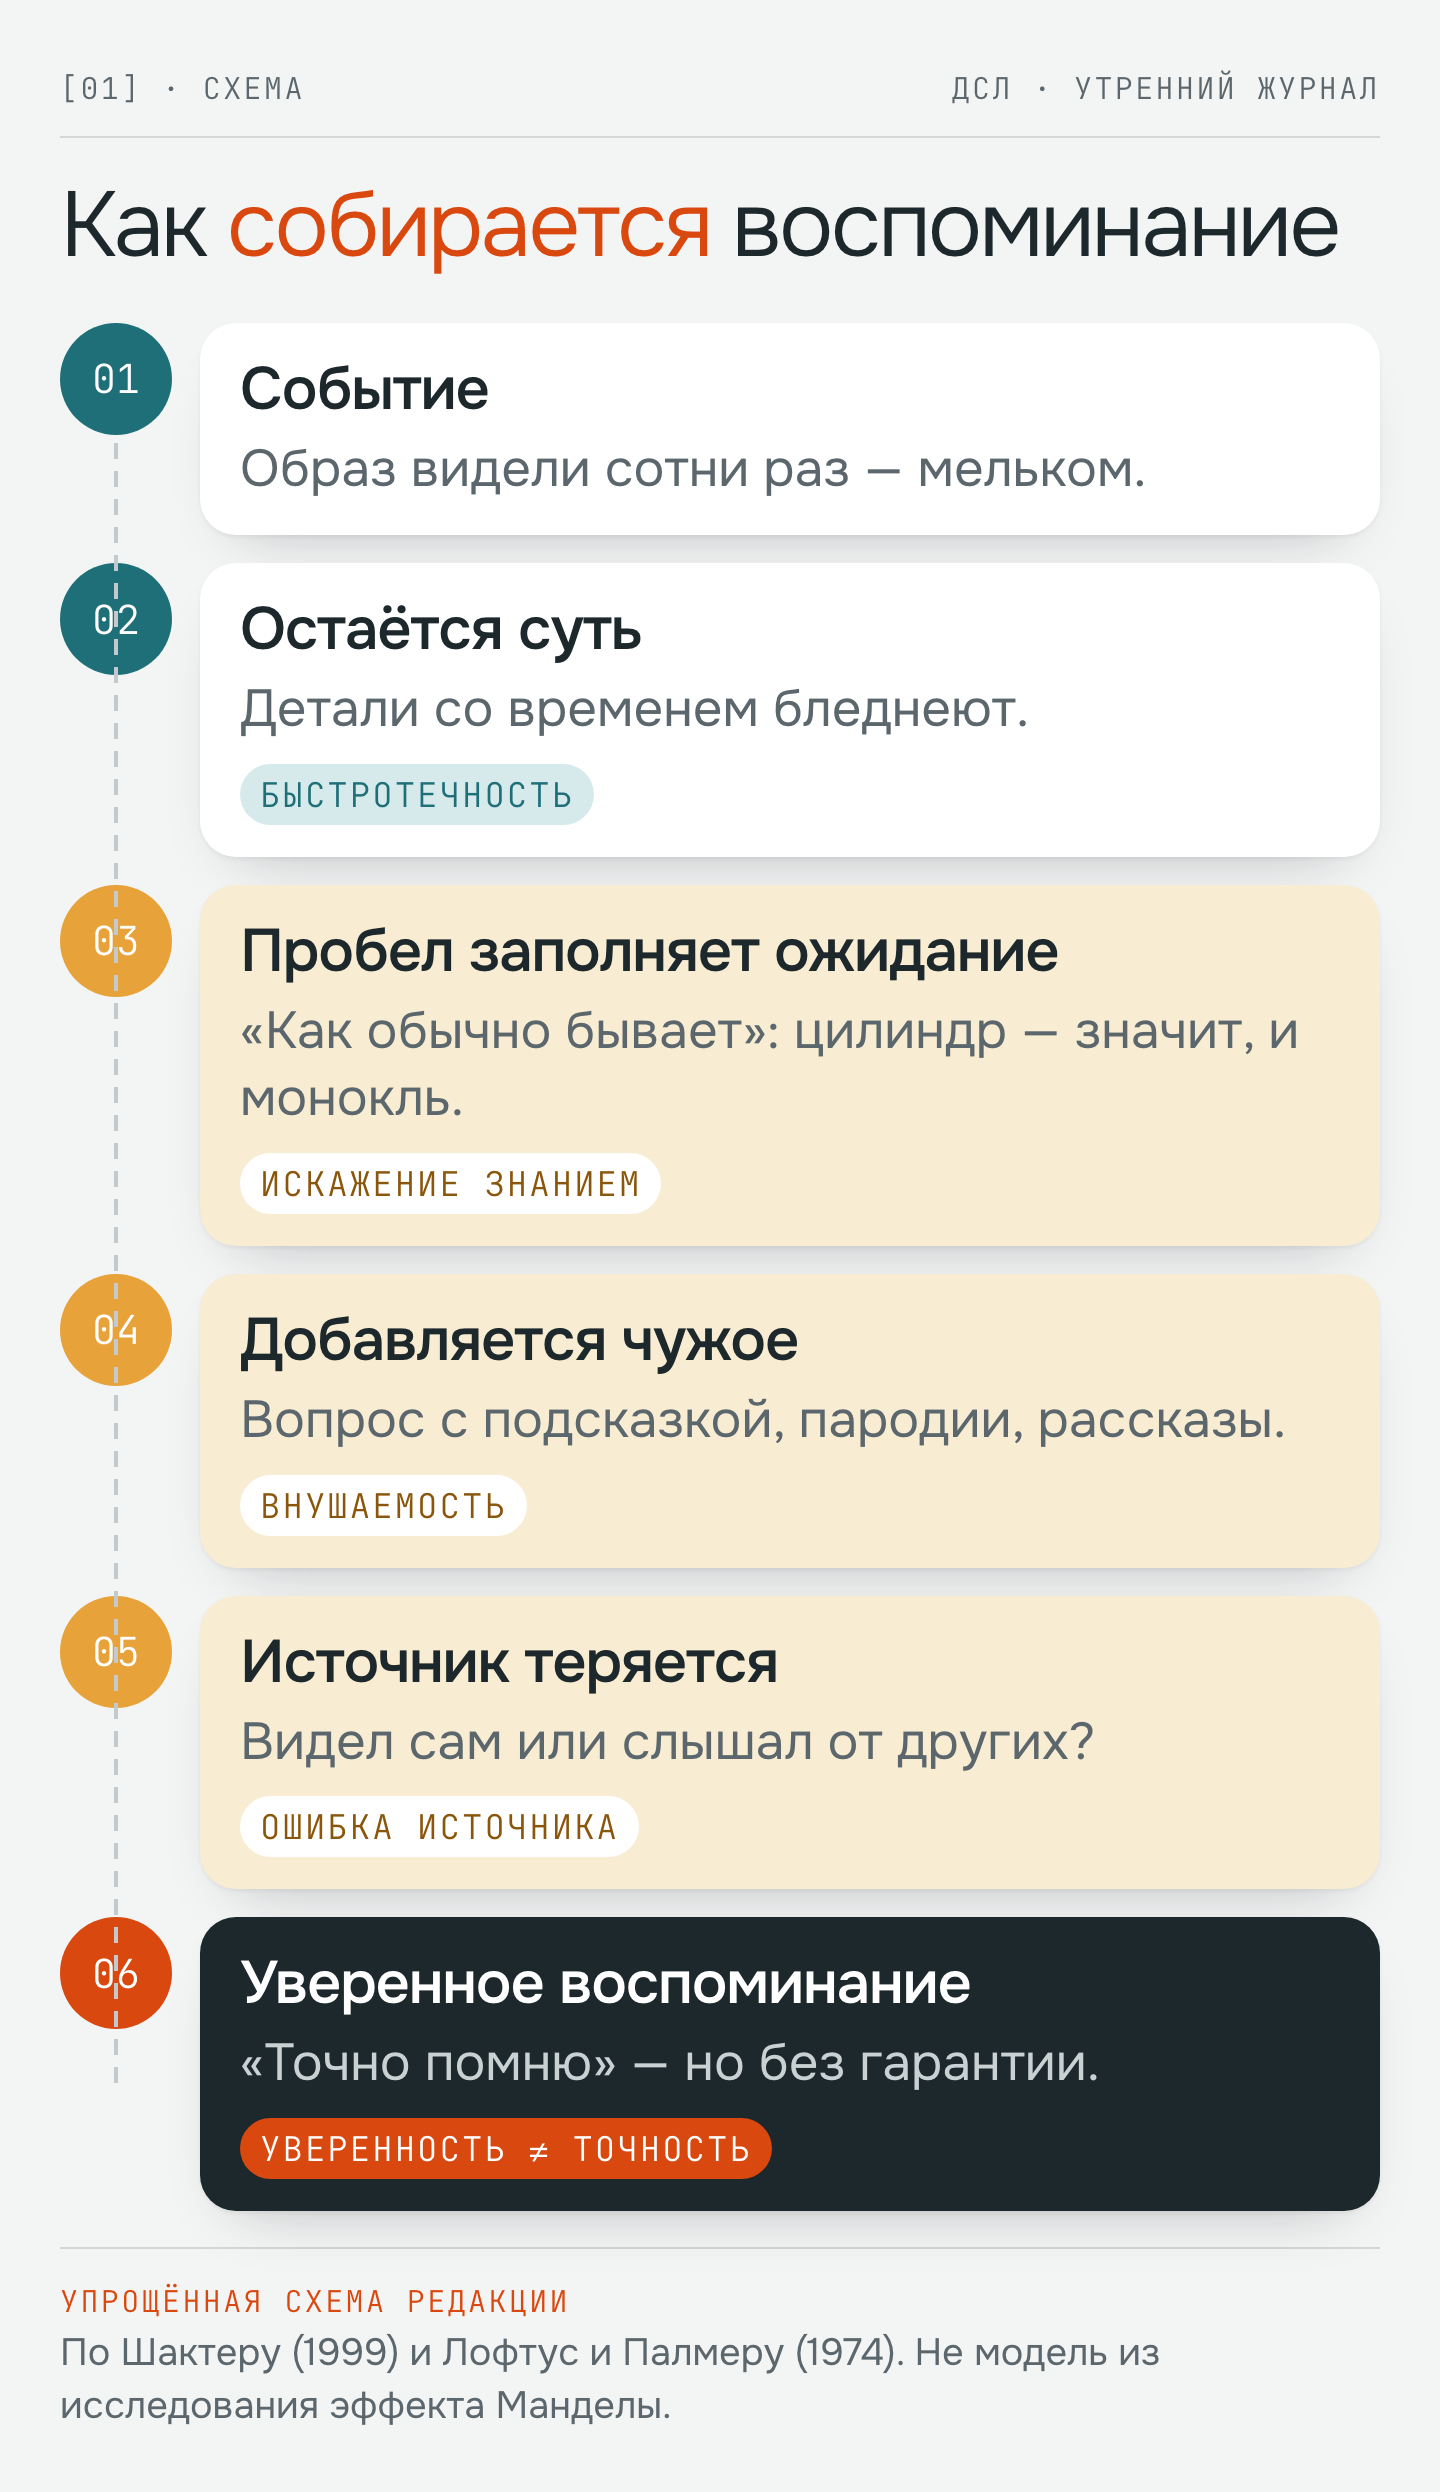 [01] · СХЕМА
ДСЛ · УТРЕННИЙ ЖУРНАЛ
Как собирается воспоминание
01
Событие
Образ видели сотни раз — мельком.
02
Остаётся суть
Детали со временем бледнеют.
БЫСТРОТЕЧНОСТЬ
03
Пробел заполняет ожидание
«Как обычно бывает»: цилиндр — значит, и
монокль.
ИСКАЖЕНИЕ ЗНАНИЕМ
04
Добавляется чужое
Вопрос с подсказкой, пародии, рассказы.
ВНУШАЕМОСТЬ
05
Источник теряется
Видел сам или слышал от других?
ОШИБКА ИСТОЧНИКА
06
Уверенное воспоминание
«Точно помню» — но без гарантии.
УВЕРЕННОСТЬ ≠ ТОЧНОСТЬ
УПРОЩЁННАЯ СХЕМА РЕДАКЦИИ
По Шактеру (1999) и Лофтус и Палмеру (1974). Не модель из
исследования эффекта Манделы.